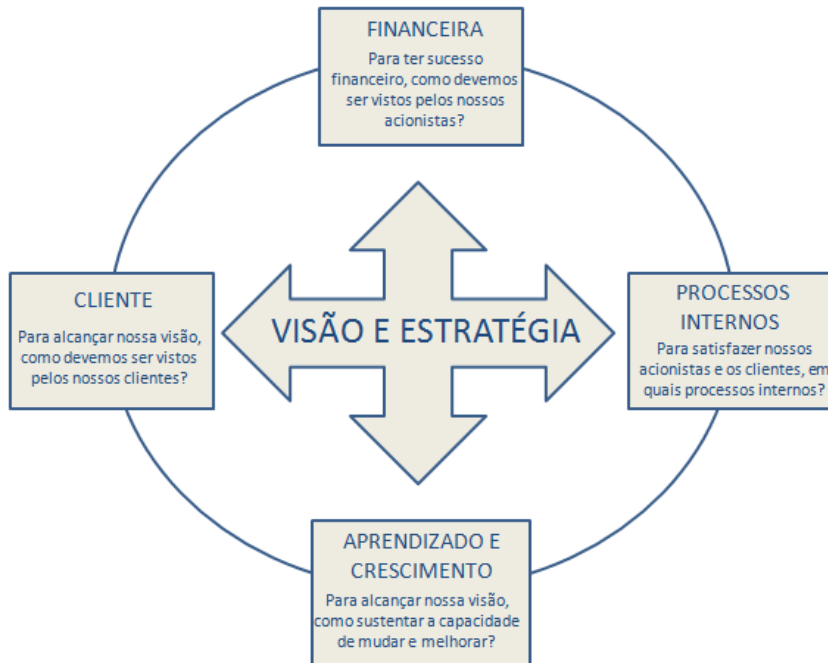 FINANCEIRA
Para ter sucesso
financeiro, como devemos
ser vistos pelos nossos
acionistas?
CLIENTE
Para alcançar nossa visão,
como devemos ser vistos
pelos nossos clientes?
VISÃO E ESTRATÉGIA
PROCESSOS
INTERNOS
Para satisfazer nossos
acionistas e os clientes, em
quais processos internos?
APRENDIZADO E
CRESCIMENTO
Para alcançar nossa visão,
como sustentar a capacidade
de mudar e melhorar?